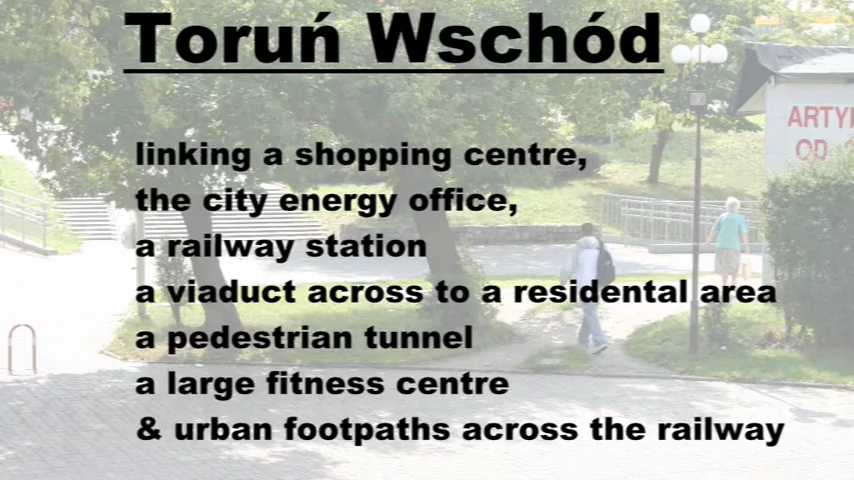 Toruń Wschód
linking a shopping centre,
the city energy office,
a railway station
a viaduct across to a residental area
a pedestrian tunnel
a large fitness centre
& urban footpaths across the railway
OD